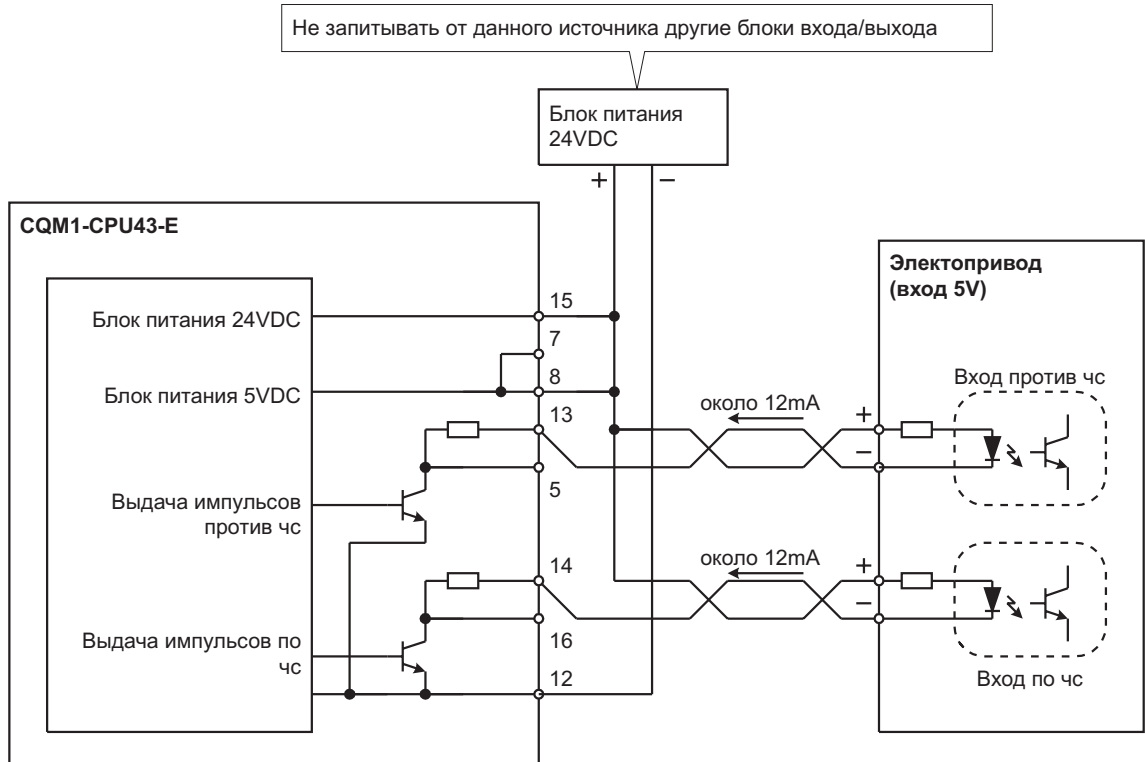 Не запитывать от данного источника другие блоки входа/выхода
Блок питания
24VDC
+
−
CQM1-CPU43-E
Электопривод
(вход 5V)
15
Блок питания 24VDC
7
8
Блок питания 5VDC
Вход против чс
13
около 12mA
+
−
5
Выдача импульсов
против чс
14
около 12mA
+
−
16
Выдача импульсов по
чс
12
Вход по чс